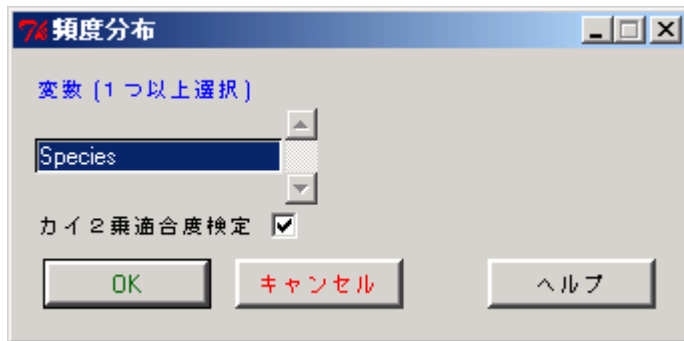 頻度分布
変数 (1つ以上選択)
Species
カイ2乗適合度検定
OK キャンセル ヘルプ